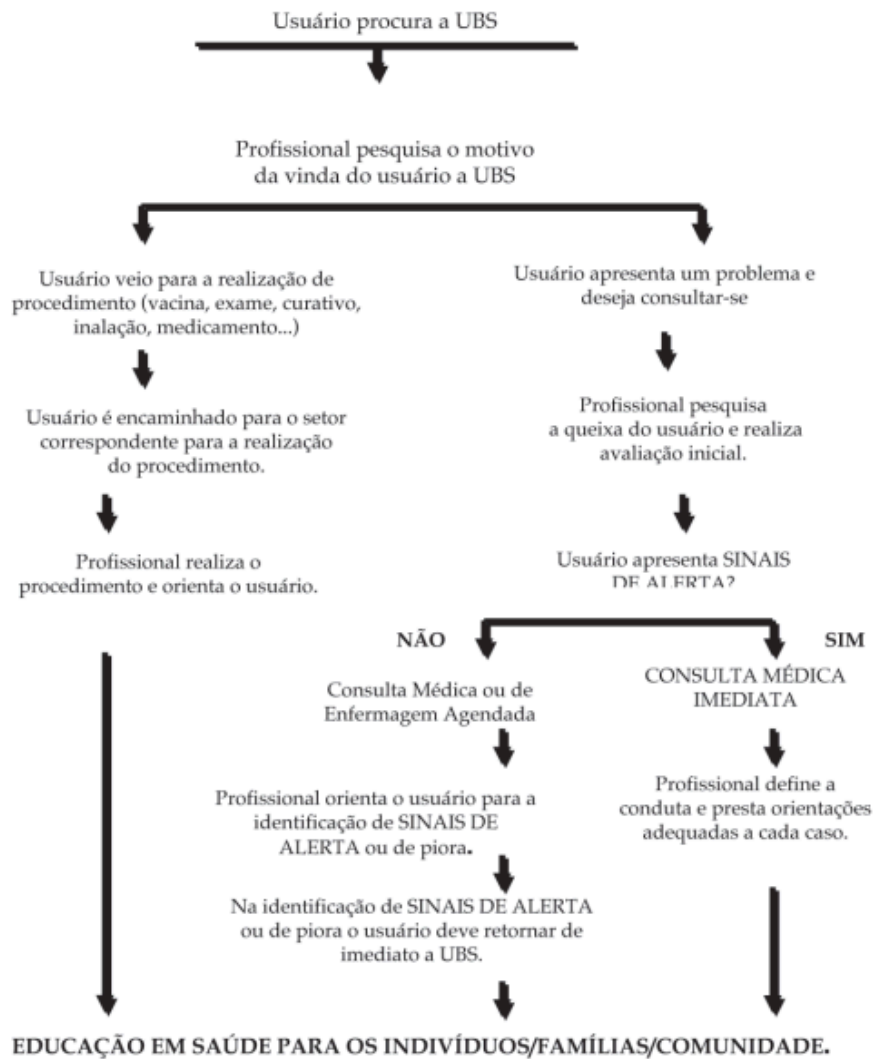 Usuário procura a UBS
Profissional pesquisa o motivo
da vinda do usuário a UBS
Usuário veio para a realização de
procedimento (vacina, exame, curativo,
inalação, medicamento...)
Usuário é encaminhado para o setor
correspondente para a realização
do procedimento.
Profissional realiza o
procedimento e orienta o usuário.
Usuário apresenta um problema e
deseja consultar-se
Profissional pesquisa
a queixa do usuário e realiza
avaliação inicial.
Usuário apresenta SINAIS
DE ALERTA?
NÃO
Consulta Médica ou de
Enfermagem Agendada
Profissional orienta o usuário para a
identificação de SINAIS DE
ALERTA ou de piora.
Na identificação de SINAIS DE ALERTA
ou de piora o usuário deve retornar de
imediato a UBS.
SIM
CONSULTA MÉDICA
IMEDIATA
Profissional define a
conduta e presta orientações
adequadas a cada caso.
EDUCAÇÃO EM SAÚDE PARA OS INDIVÍDUOS/FAMÍLIAS/COMUNIDADE.